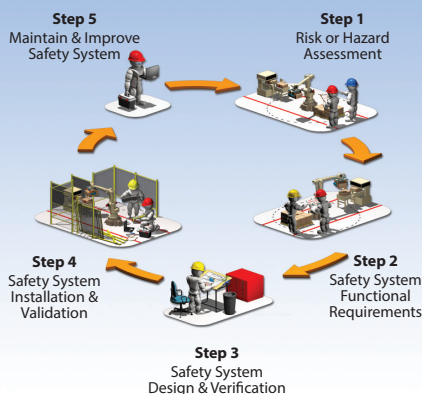 Step 5
Maintain & Improve
Safety System
Step 1
Risk or Hazard
Assessment
Step 2
Safety System
Functional
Requirements
Step 4
Safety System
Installation &
Validation
Step 3
Safety System
Design & Verification